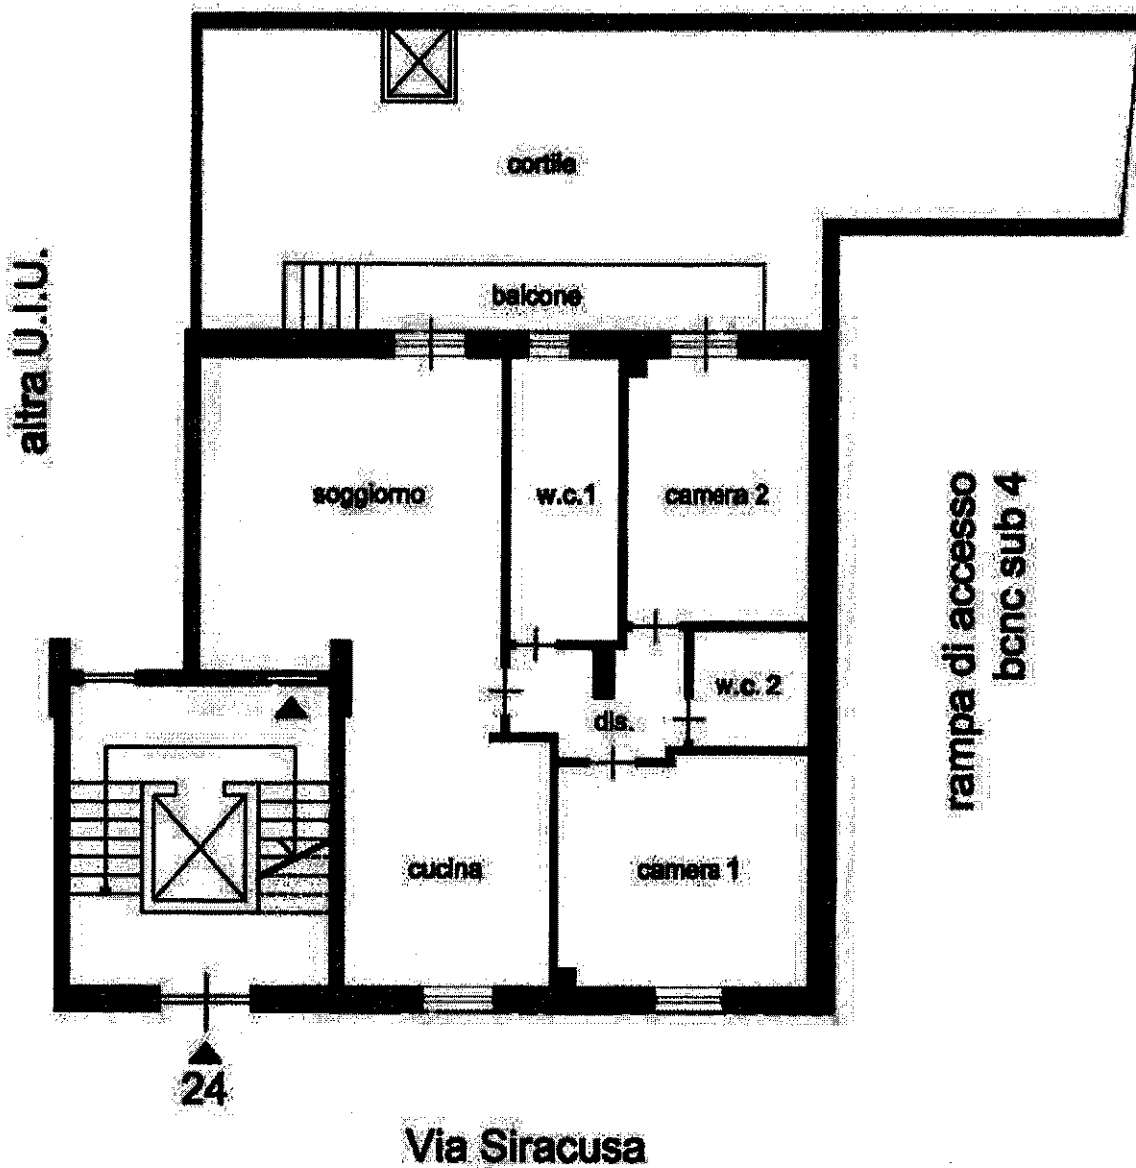 cortile
balcone
altra U.I.U.
soggiorno
w.c.1
camera 2
rampa di accesso
bcnc sub 4
w.c. 2
dis.
cucina
camera 1
24
Via Siracusa